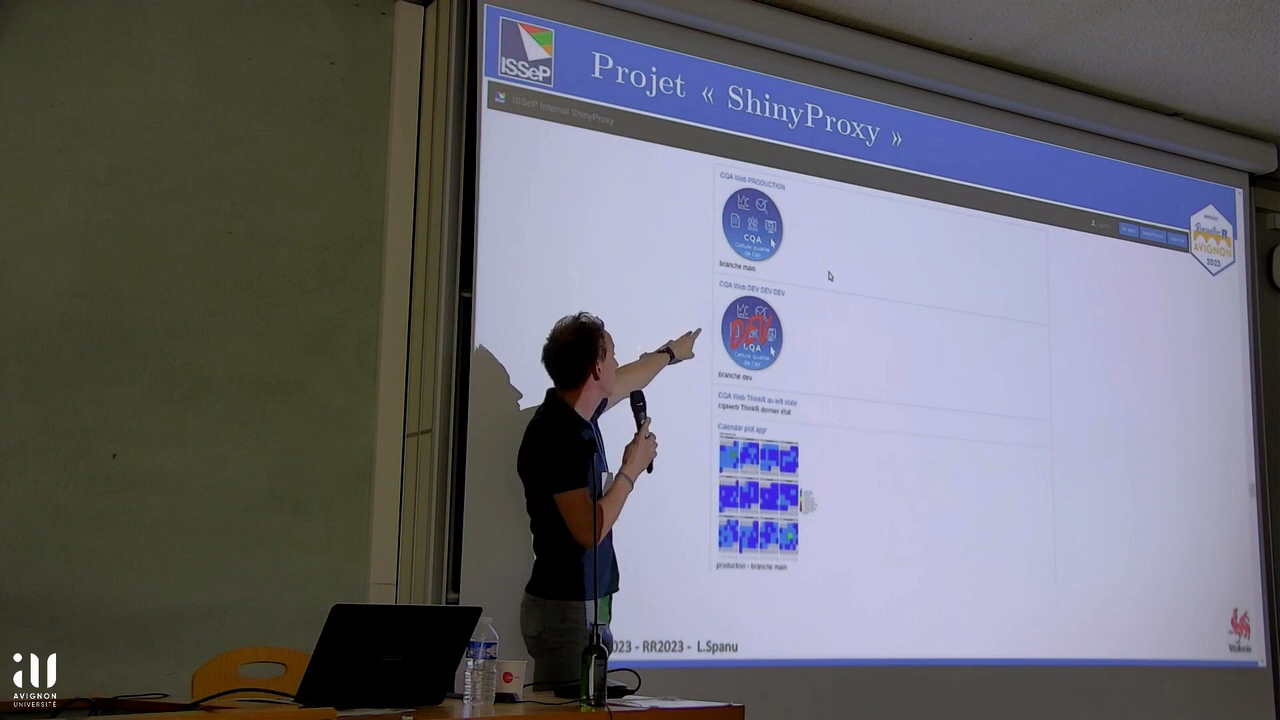 ISSeP
Projet « ShinyProxy »
ISSeP Internal ShinyProxy
CQA Web PRODUCTION
CQA
branche main
CQA Web DEV DEV DEV
DEV
CQA
branche dev
CQA Web ThinkR as-left state
cqaweb ThinkR dernier état
Calendar plot app
production - branche main
AVIGNON
2023
023 - RR2023 - L.Spanu
Wallonie
AVIGNON
UNIVERSITÉ